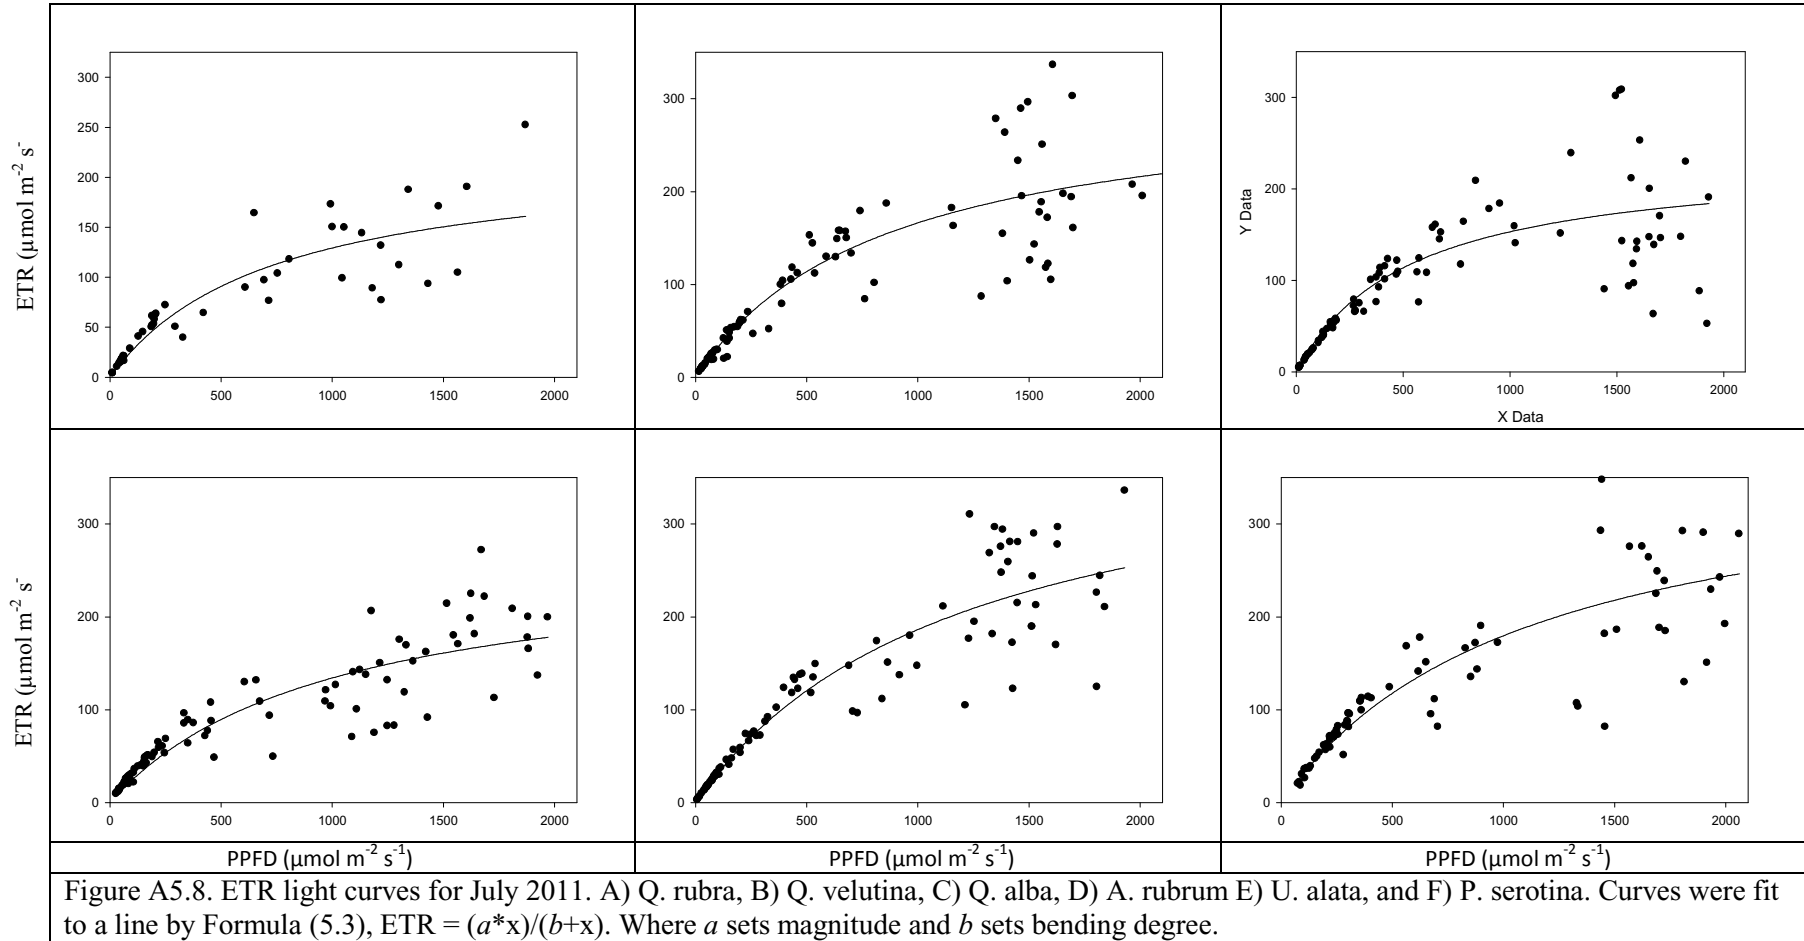 ETR (µmol m-2 s-
300
250
200
150
100
50
0
0 500 1000 1500 2000
300
200
100
0
0 500 1000 1500 2000
Y Data
300
200
100
0
0 500 1000 1500 2000
X Data
ETR (µmol m-2 s-
300
200
100
0
0 500 1000 1500 2000
300
200
100
0
0 500 1000 1500 2000
300
200
100
0
0 500 1000 1500 2000
PPFD (µmol m-2 s-1)
PPFD (µmol m-2 s-1)
PPFD (µmol m-2 s-1)
Figure A5.8. ETR light curves for July 2011. A) Q. rubra, B) Q. velutina, C) Q. alba, D) A. rubrum E) U. alata, and F) P. serotina. Curves were fit
to a line by Formula (5.3), ETR = (a*x)/(b+x). Where a sets magnitude and b sets bending degree.